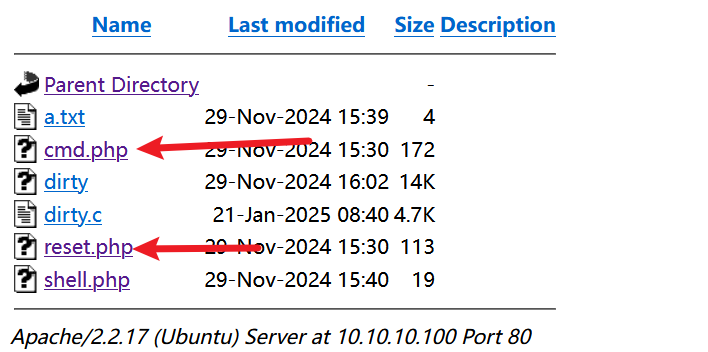 Name Last modified Size Description
Parent Directory -
a.txt 29-Nov-2024 15:39 4
cmd.php 29-Nov-2024 15:30 172
dirty 29-Nov-2024 16:02 14K
dirty.c 21-Jan-2025 08:40 4.7K
reset.php 29-Nov-2024 15:30 113
shell.php 29-Nov-2024 15:40 19
Apache/2.2.17 (Ubuntu) Server at 10.10.10.100 Port 80